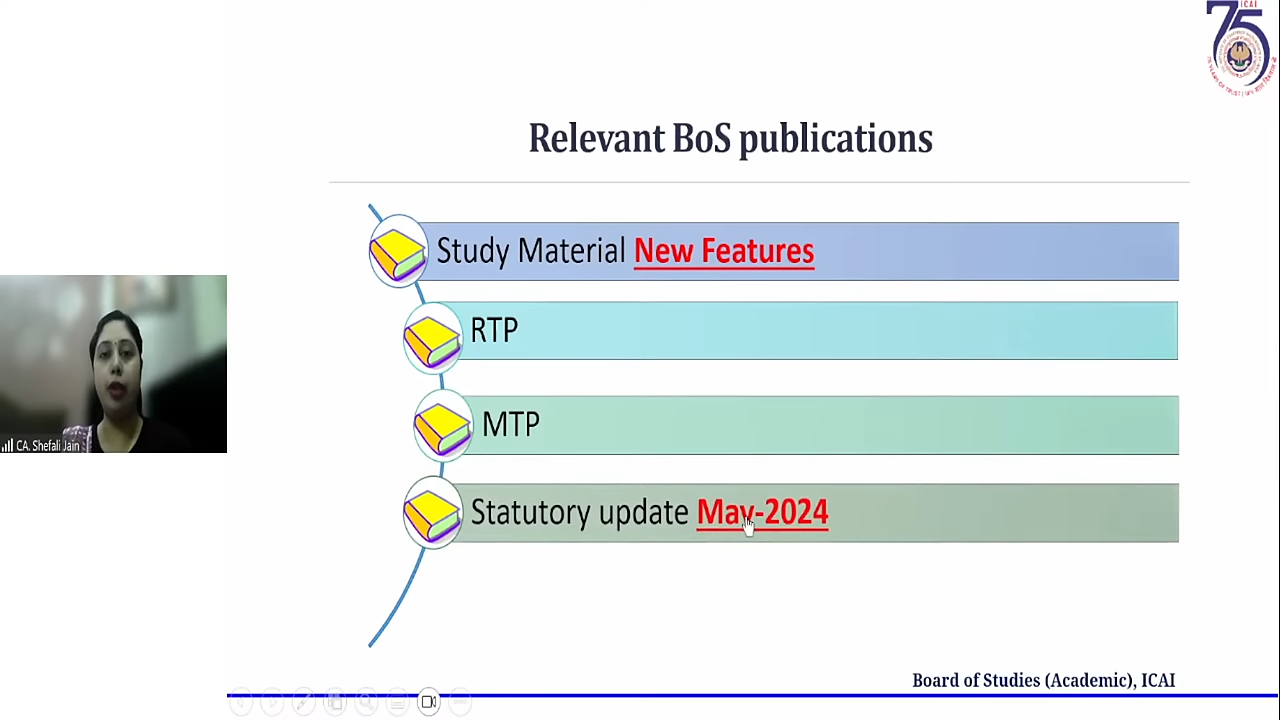 ICAI
75
Relevant BoS publications
Study Material New Features
RTP
MTP
Statutory update May-2024
CA. Shefali Jain
Board of Studies (Academic), ICAI